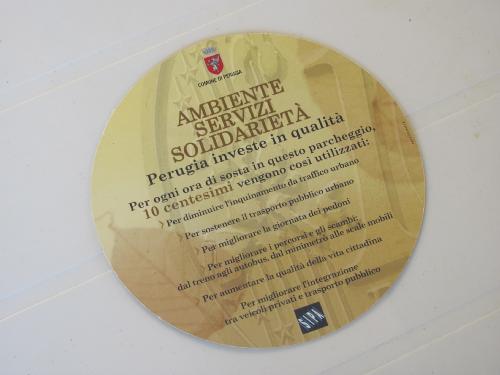 COMUNE DI PERUGIA
AMBIENTE
SERVIZI
SOLIDARIETÀ
Perugia investe in qualità
Per ogni ora di sosta in questo parcheggio,
10 centesimi vengono così utilizzati:
Per diminuire l'inquinamento da traffico urbano
Per sostenere il trasporto pubblico urbano
Per migliorare la giornata dei pedoni
Per migliorare i percorsi e gli scambi:
dal treno agli autobus, dal minimetrò alle scale mobili
Per aumentare la qualità della vita cittadina
Per migliorare l'integrazione
tra veicoli privati e trasporto pubblico
SIPA